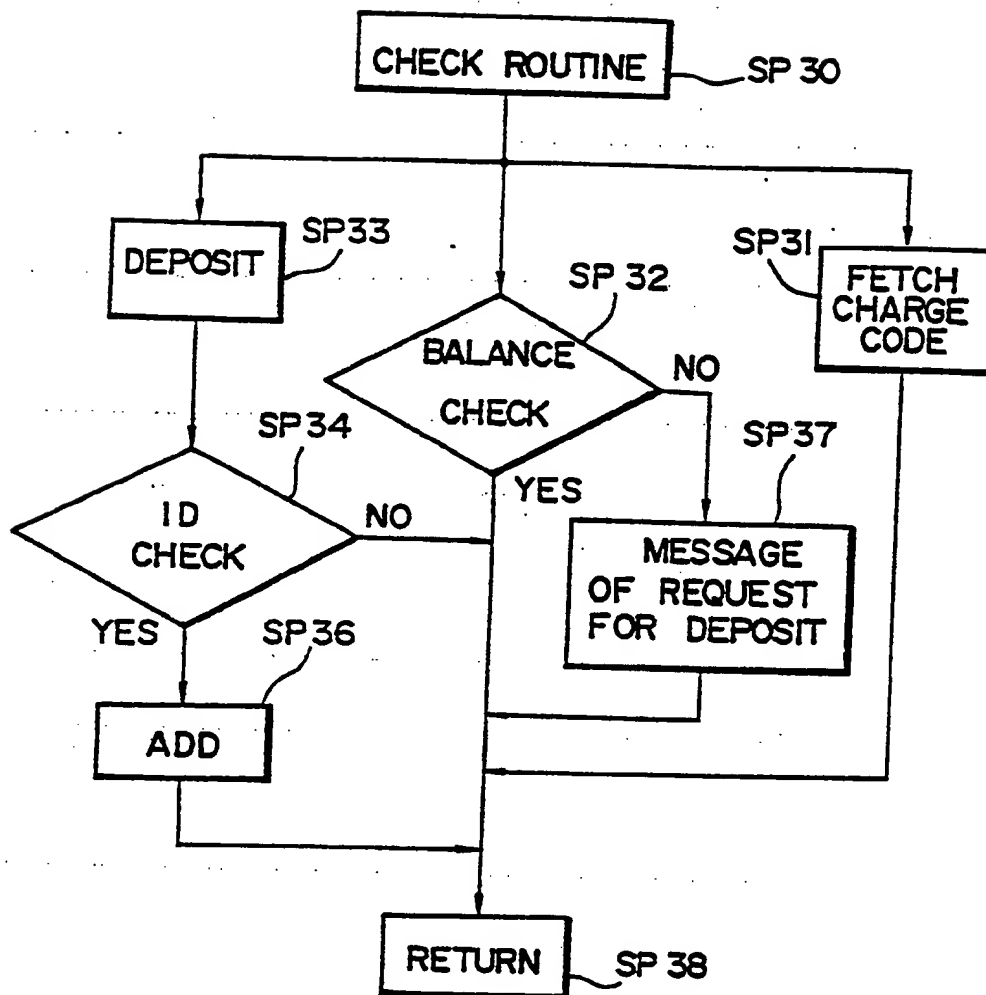 CHECK ROUTINE
SP 30
DEPOSIT
SP33
SP 32
SP31
FETCH
CHARGE
CODE
BALANCE
CHECK
NO
YES
SP34
ID
CHECK
NO
YES
SP37
MESSAGE
OF REQUEST
FOR DEPOSIT
SP36
ADD
RETURN
SP 38